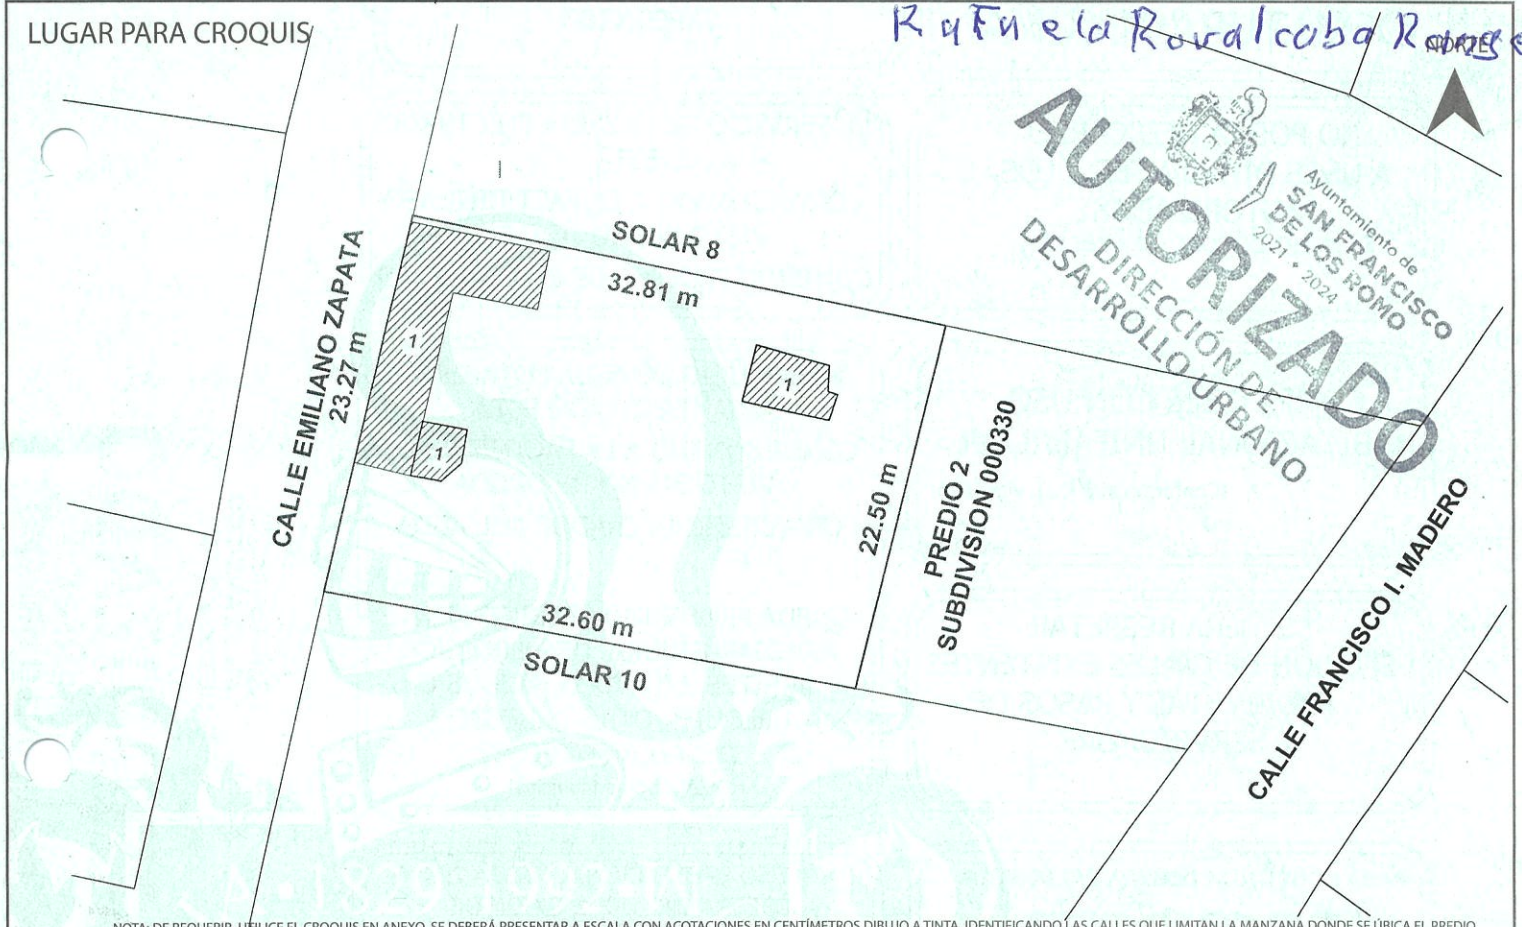 LUGAR PARA CROQUIS
Rafaela Ruvalcaba
NORTE
Ayuntamiento de
SAN FRANCISCO
DE LOS ROMO
2021 • 2024
AUTORIZADO
DIRECCIÓN DE
DESARROLLO URBANO
SOLAR 8
32.81 m
CALLE EMILIANO ZAPATA
23.27 m
1
1
1
22.50 m
PREDIO 2
SUBDIVISION 000330
32.60 m
SOLAR 10
CALLE FRANCISCO I. MADERO
NOTA: DE REQUERIR, UTILICE EL CROQUIS EN ANEXO, SE DEBERÁ PRESENTAR A ESCALA CON ACOTACIONES EN CENTÍMETROS DIBUJO A TINTA, IDENTIFICANDO LAS CALLES QUE LIMITAN LA MANZANA DONDE SE ÚBICA EL PREDIO